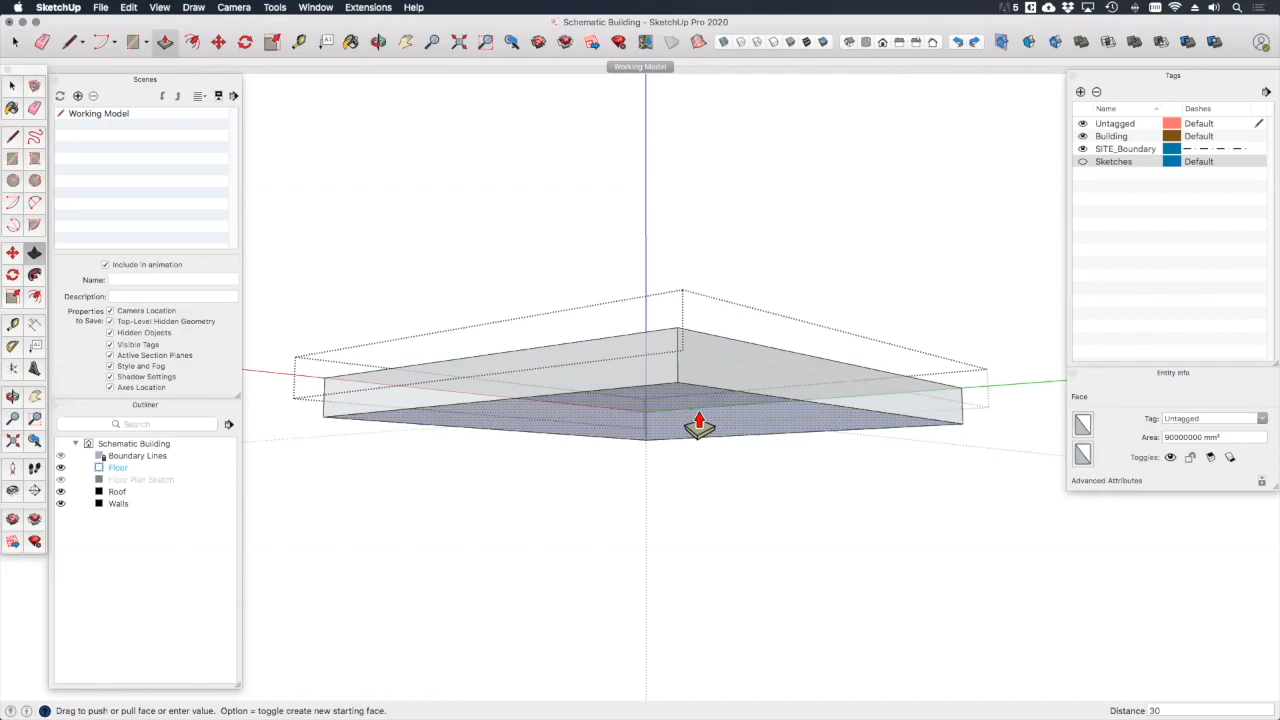 SketchUp File Edit View Draw Camera Tools Window Extensions Help
5
Schematic Building - SketchUp Pro 2020
Working Model
Scenes
Working Model
Include in animation
Name:
Description:
Properties to Save:
Camera Location
Top-Level Hidden Geometry
Hidden Objects
Visible Tags
Active Section Planes
Style and Fog
Shadow Settings
Axes Location
Outliner
Search
Schematic Building
Boundary Lines
Floor
Floor Plan Sketch
Roof
Walls
Tags
Name Dashes
Untagged Default
Building Default
SITE_Boundary
Sketches Default
Entity Info
Face
Tag: Untagged
Area: 90000000 mm²
Toggles:
Advanced Attributes
Drag to push or pull face or enter value. Option = toggle create new starting face.
Distance 30